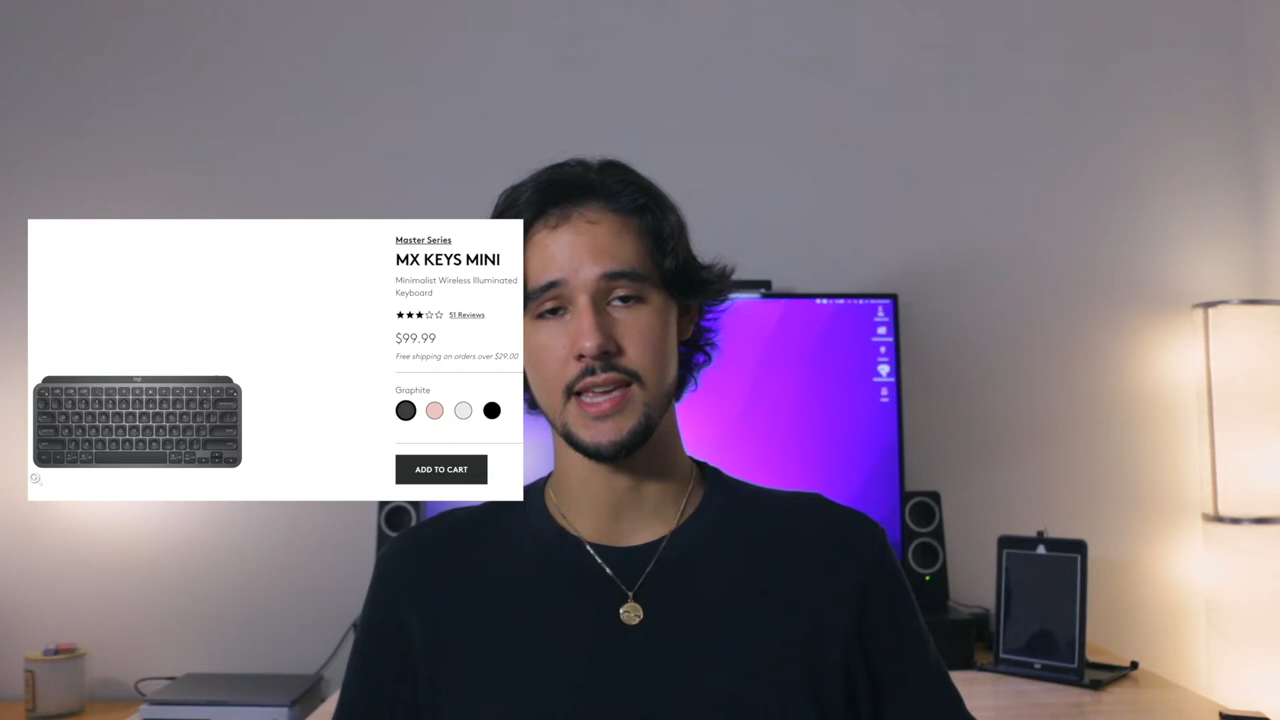 Master Series
MX KEYS MINI
Minimalist Wireless Illuminated
Keyboard
51 Reviews
$99.99
Free shipping on orders over $29.00
Graphite
ADD TO CART
logi